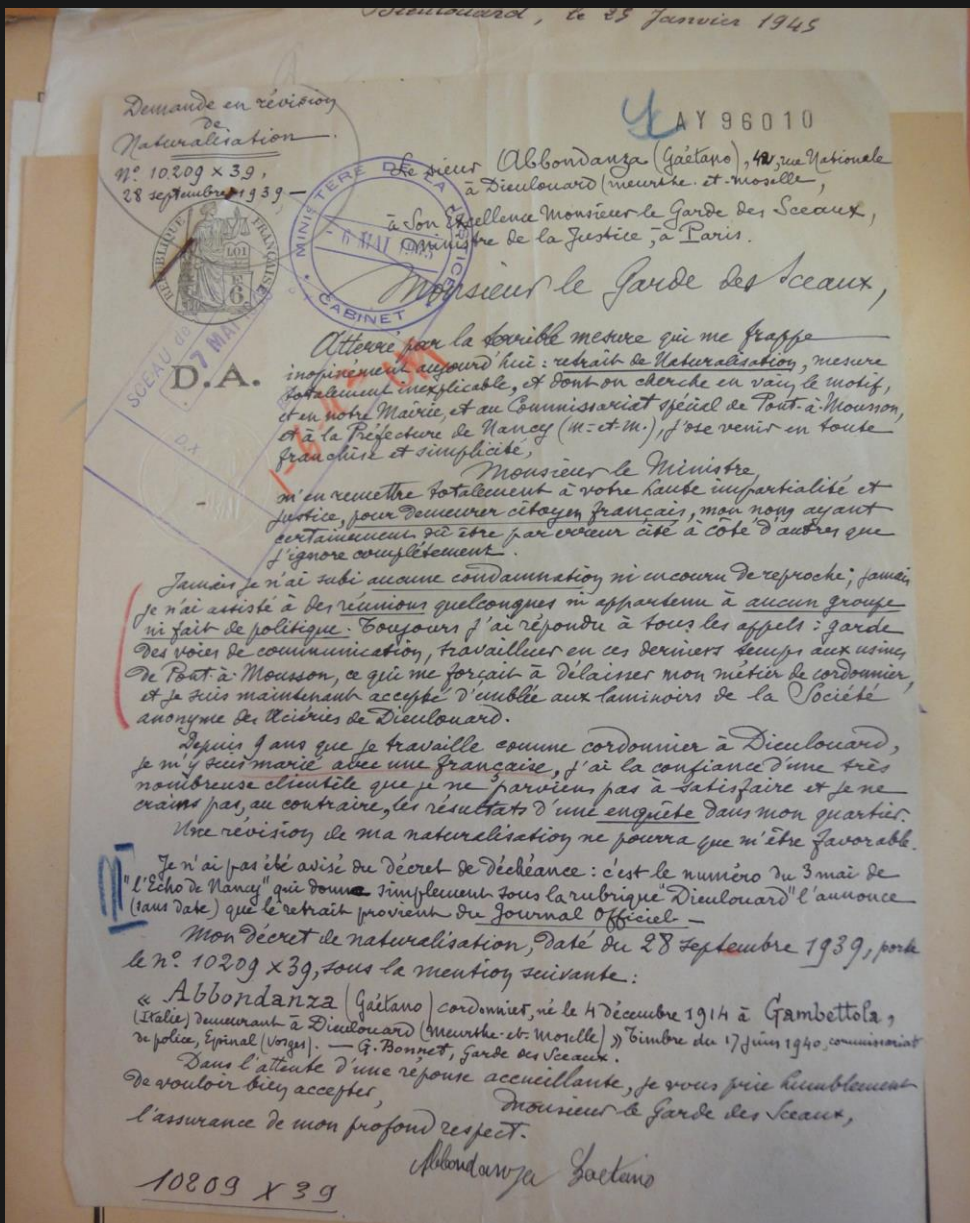 Dieulouard, le 25 Janvier 1945
Demande en révision
de
Naturalisation.
N° 10209 x 39,
28 septembre 1939 —
AY 96010
Le sieur Abbondanza (Gaétano), 42, rue Nationale
à Dieulouard (meurthe-et-moselle,
à Son Excellence Monsieur le Garde des Sceaux,
Ministre de la Justice, à Paris.
MINISTÈRE DE LA JUSTICE
MAI
CABINET
RÉPUBLIQUE FRANÇAISE
LOI
6
SCEAU du
7 MAI
D.X
D.A.
Monsieur le Garde des Sceaux,
Atterré par la terrible mesure qui me frappe
inopinément aujourd'hui : retrait de Naturalisation, mesure
totalement inexplicable, et dont on cherche en vain le motif,
et en notre Mairie, et au Commissariat spécial de Pont-à-Mousson,
et à la Préfecture de Nancy (M=et-M=), j'ose venir en toute
franchise et simplicité,
Monsieur le Ministre,
m'en remettre totalement à votre haute impartialité et
justice, pour demeurer citoyen français, mon nom ayant
certainement dû être par erreur cité à côté d'autres que
j'ignore complètement.
Jamais je n'ai subi aucune condamnation ni encouru de reproche ; jamais
je n'ai assisté à des réunions quelconques ni appartenu à aucun groupe
ni fait de politique. Toujours j'ai répondu à tous les appels : garde
des voies de communication, travailleur en ces derniers temps aux usines
de Pont-à-Mousson, ce qui me forçait à délaisser mon métier de cordonnier,
et je suis maintenant accepté d'emblée aux laminoirs de la Société
anonyme des Aciéries de Dieulouard.
Depuis 9 ans que je travaille comme cordonnier à Dieulouard,
je m'y suis marié avec une française, j'ai la confiance d'une très
nombreuse clientèle que je ne parviens pas à satisfaire et je ne
crains pas, au contraire, les résultats d'une enquête dans mon quartier.
Une révision de ma naturalisation ne pourra que m'être favorable.
Je n'ai pas été avisé du décret de déchéance : c'est le numéro du 3 mai de
"l'Echo de Nancy" qui donne simplement sous la rubrique "Dieulouard" l'annonce
(sans date) que le retrait provient du Journal Officiel —
Mon décret de naturalisation, daté du 28 septembre 1939, porte
le n° 10209 x 39, sous la mention suivante :
« Abbondanza (Gaétano) cordonnier, né le 4 décembre 1914 à Gambettola,
(Italie) demeurant à Dieulouard (Meurthe-et-Moselle) » Timbre du 17 juin 1940, commissariat
de police, Epinal (Vosges). — G. Bonnet, Garde des Sceaux.
Dans l'attente d'une réponse accueillante, je vous prie humblement
de vouloir bien accepter,
Monsieur le Garde des Sceaux,
l'assurance de mon profond respect.
Abbondanza Gaetano
10209 X 39